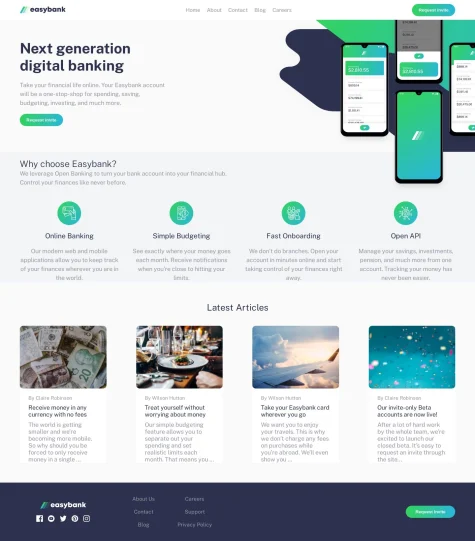 easybank
Home About Contact Blog Careers
Request Invite
Next generation
digital banking
Take your financial life online. Your Easybank account
will be a one-stop-shop for spending, saving,
budgeting, investing, and much more.
Request Invite
Why choose Easybank?
We leverage Open Banking to turn your bank account into your financial hub.
Control your finances like never before.
Online Banking
Our modern web and mobile
applications allow you to keep track
of your finances wherever you are in
the world.
Simple Budgeting
See exactly where your money goes
each month. Receive notifications
when you're close to hitting your
limits.
Fast Onboarding
We don't do branches. Open your
account in minutes online and start
taking control of your finances right
away.
Open API
Manage your savings, investments,
pension, and much more from one
account. Tracking your money has
never been easier.
Latest Articles
By Claire Robinson
Receive money in any
currency with no fees
The world is getting
smaller and we're
becoming more mobile.
So why should you be
forced to only receive
money in a single ...
By Wilson Hutton
Treat yourself without
worrying about money
Our simple budgeting
feature allows you to
separate out your
spending and set
realistic limits each
month. That means you ...
By Wilson Hutton
Take your Easybank card
wherever you go
We want you to enjoy
your travels. This is why
we don't charge any fees
on purchases while
you're abroad. We'll even
show you ...
By Claire Robinson
Our invite-only Beta
accounts are now live!
After a lot of hard work
by the whole team, we're
excited to launch our
closed beta. It's easy to
request an invite through
the site...
easybank
About Us
Contact
Blog
Careers
Support
Privacy Policy
Request Invite